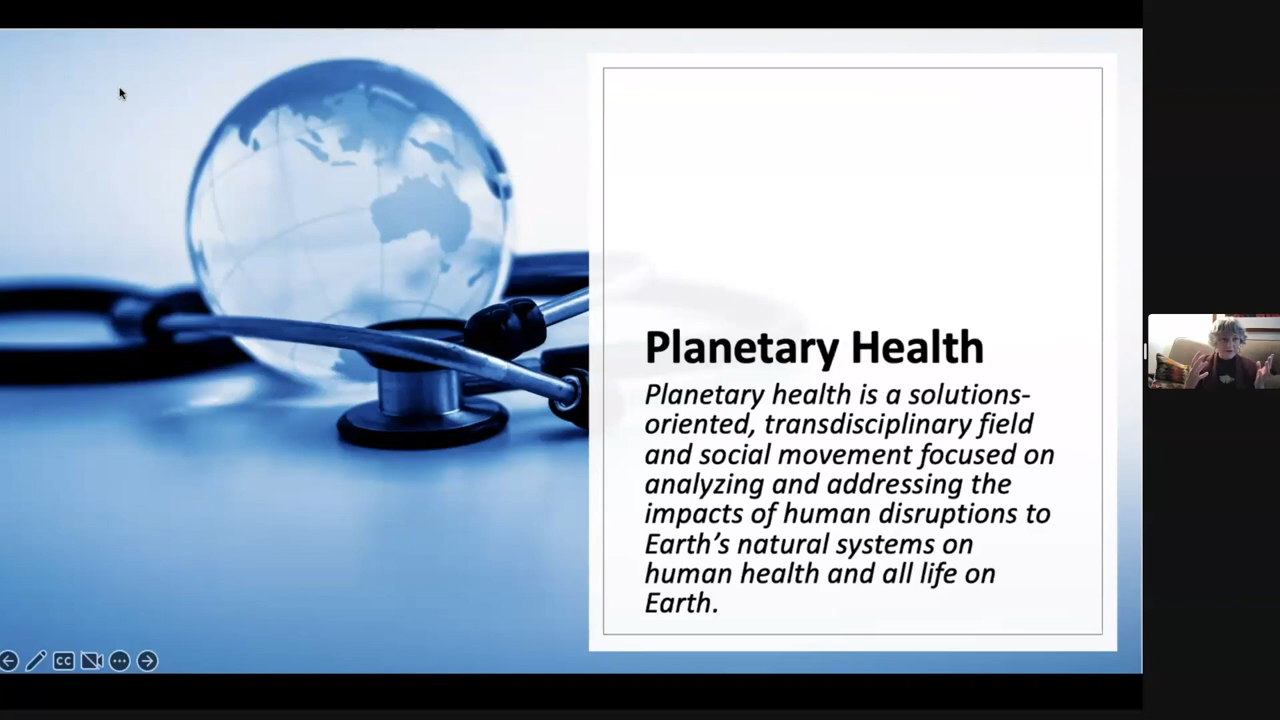 Planetary Health
Planetary health is a solutions-
oriented, transdisciplinary field
and social movement focused on
analyzing and addressing the
impacts of human disruptions to
Earth’s natural systems on
human health and all life on
Earth.
CC